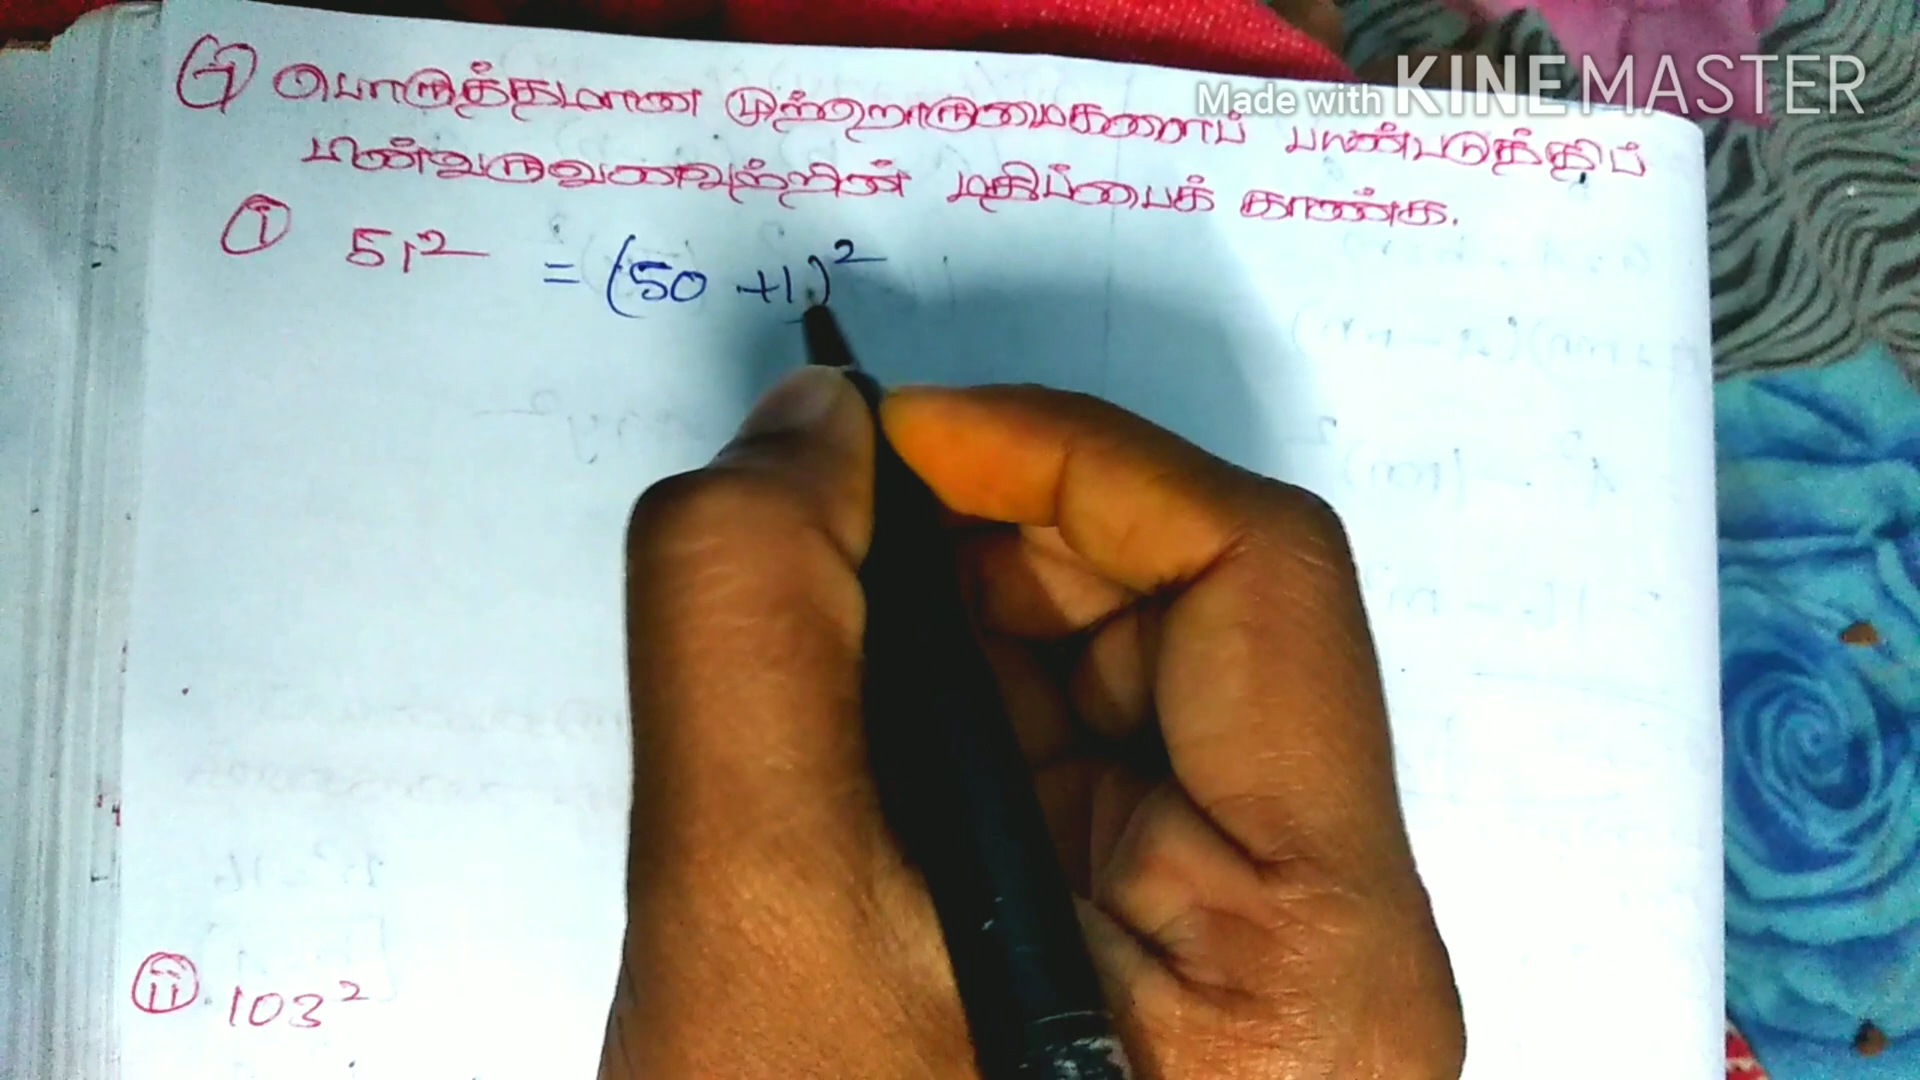 Made with KINEMASTER
7 பொருத்தமான முற்றொருமைகளைப் பயன்படுத்திப்
பின்வருவனவற்றின் மதிப்பைக் காண்க.
i 51² = (50 +1)²
ii. 103²